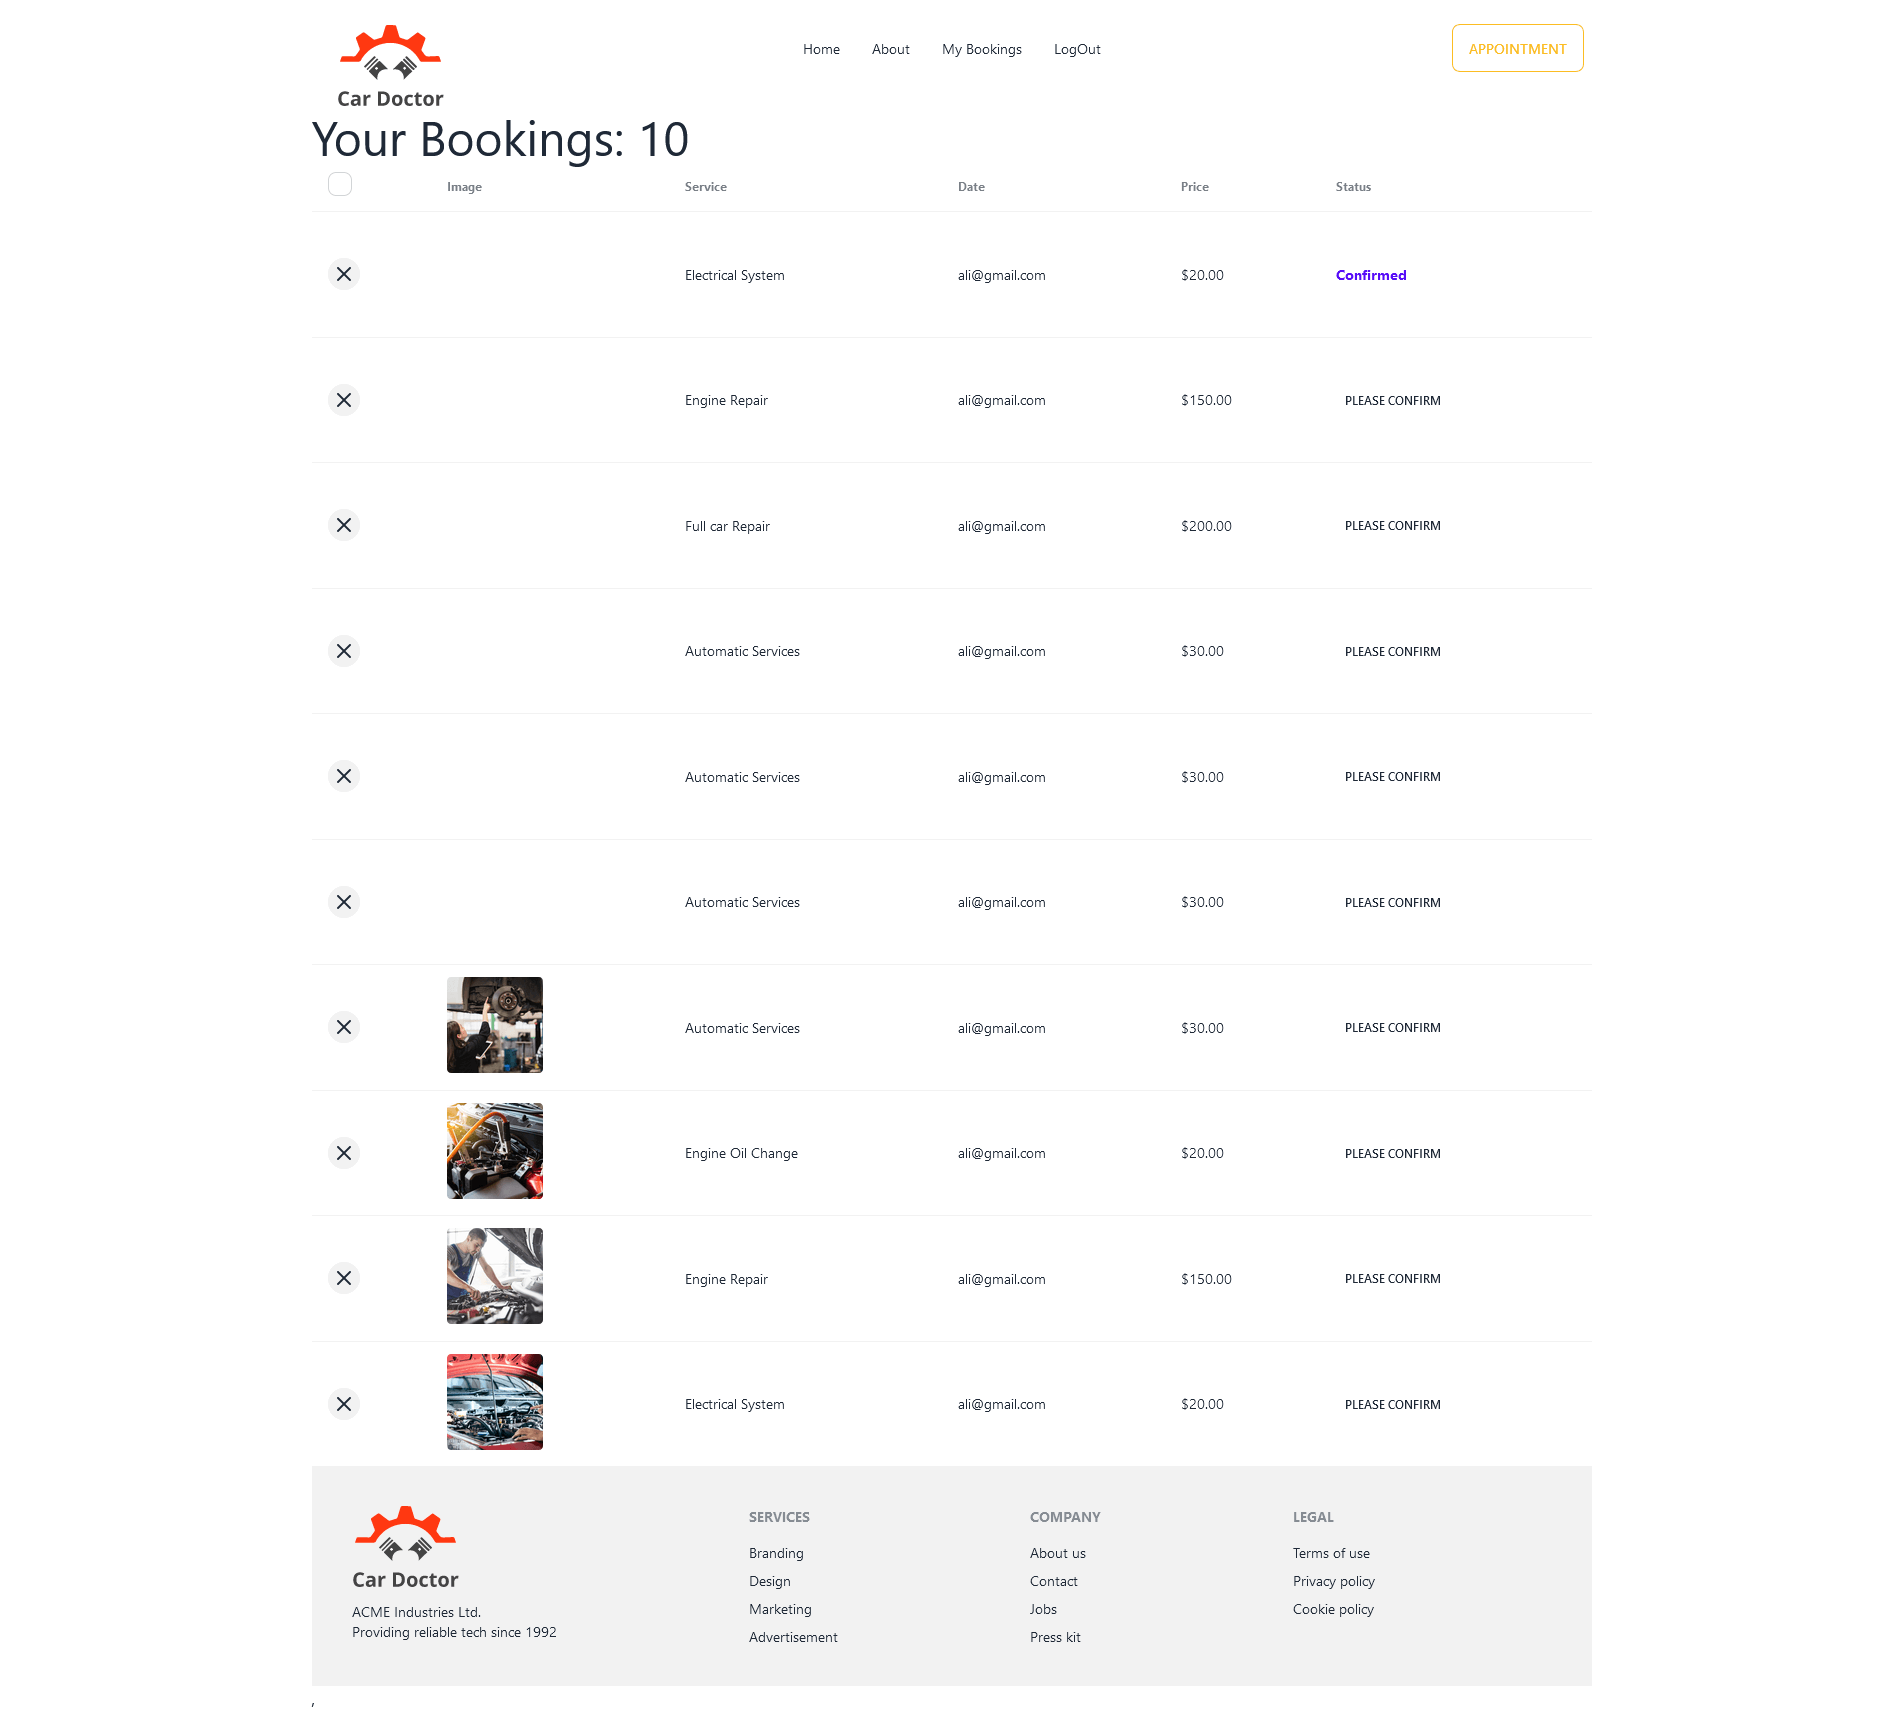 Home About My Bookings LogOut APPOINTMENT
Car Doctor
Your Bookings: 10
Image Service Date Price Status
Electrical System ali@gmail.com $20.00 Confirmed
Engine Repair ali@gmail.com $150.00 PLEASE CONFIRM
Full car Repair ali@gmail.com $200.00 PLEASE CONFIRM
Automatic Services ali@gmail.com $30.00 PLEASE CONFIRM
Automatic Services ali@gmail.com $30.00 PLEASE CONFIRM
Automatic Services ali@gmail.com $30.00 PLEASE CONFIRM
Automatic Services ali@gmail.com $30.00 PLEASE CONFIRM
Engine Oil Change ali@gmail.com $20.00 PLEASE CONFIRM
Engine Repair ali@gmail.com $150.00 PLEASE CONFIRM
Electrical System ali@gmail.com $20.00 PLEASE CONFIRM
Car Doctor
ACME Industries Ltd.
Providing reliable tech since 1992
SERVICES
Branding
Design
Marketing
Advertisement
COMPANY
About us
Contact
Jobs
Press kit
LEGAL
Terms of use
Privacy policy
Cookie policy
,